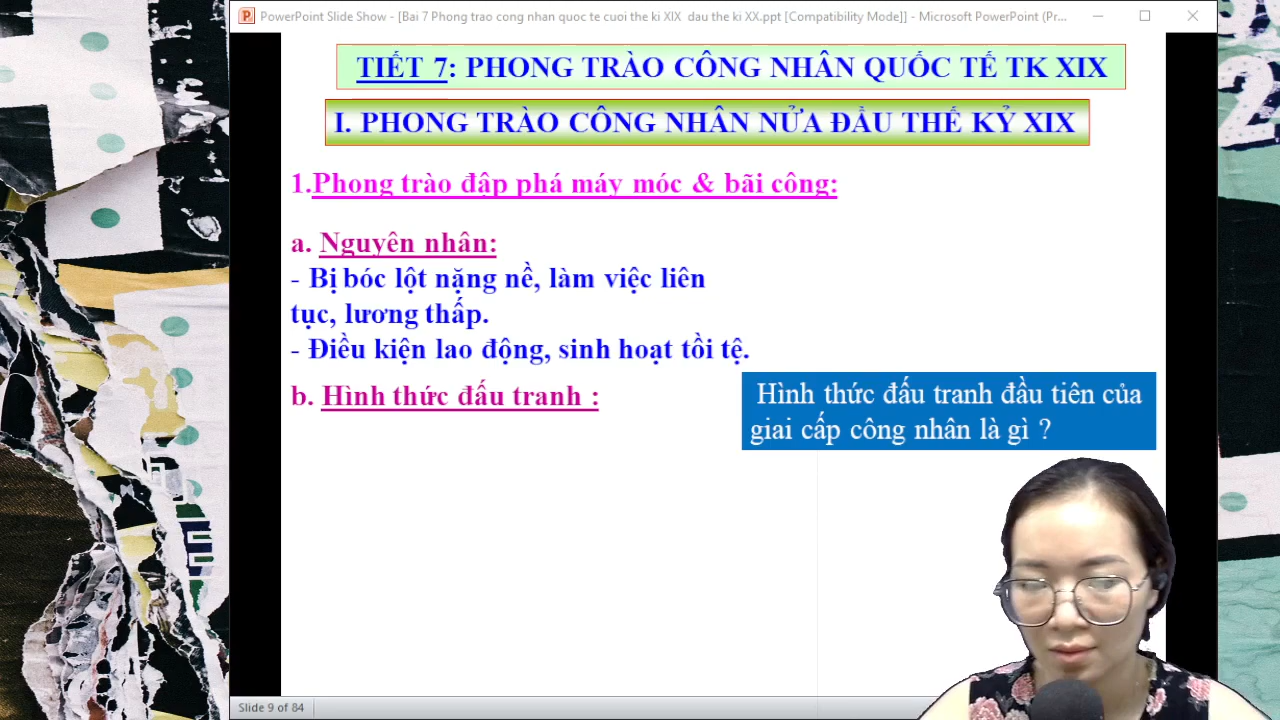 PowerPoint Slide Show - [Bai 7 Phong trao cong nhan quoc te cuoi the ki XIX dau the ki XX.ppt [Compatibility Mode]] - Microsoft PowerPoint (Pr...
TIẾT 7: PHONG TRÀO CÔNG NHÂN QUỐC TẾ TK XIX
I. PHONG TRÀO CÔNG NHÂN NỬA ĐẦU THẾ KỶ XIX
1.Phong trào đập phá máy móc & bãi công:
a. Nguyên nhân:
- Bị bóc lột nặng nề, làm việc liên
tục, lương thấp.
- Điều kiện lao động, sinh hoạt tồi tệ.
b. Hình thức đấu tranh :
Hình thức đấu tranh đầu tiên của
giai cấp công nhân là gì ?
Slide 9 of 84